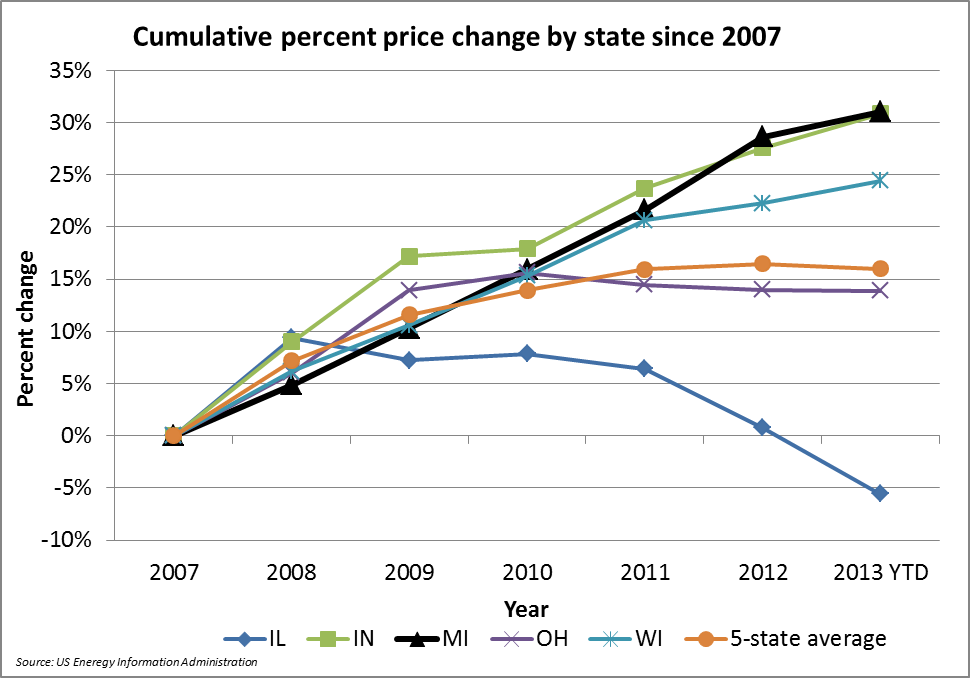 Cumulative percent price change by state since 2007
35%
30%
25%
20%
15%
10%
5%
0%
-5%
-10%
Percent change
2007 2008 2009 2010 2011 2012 2013 YTD
Year
IL IN MI OH WI 5-state average
Source: US Eneregy Information Administration